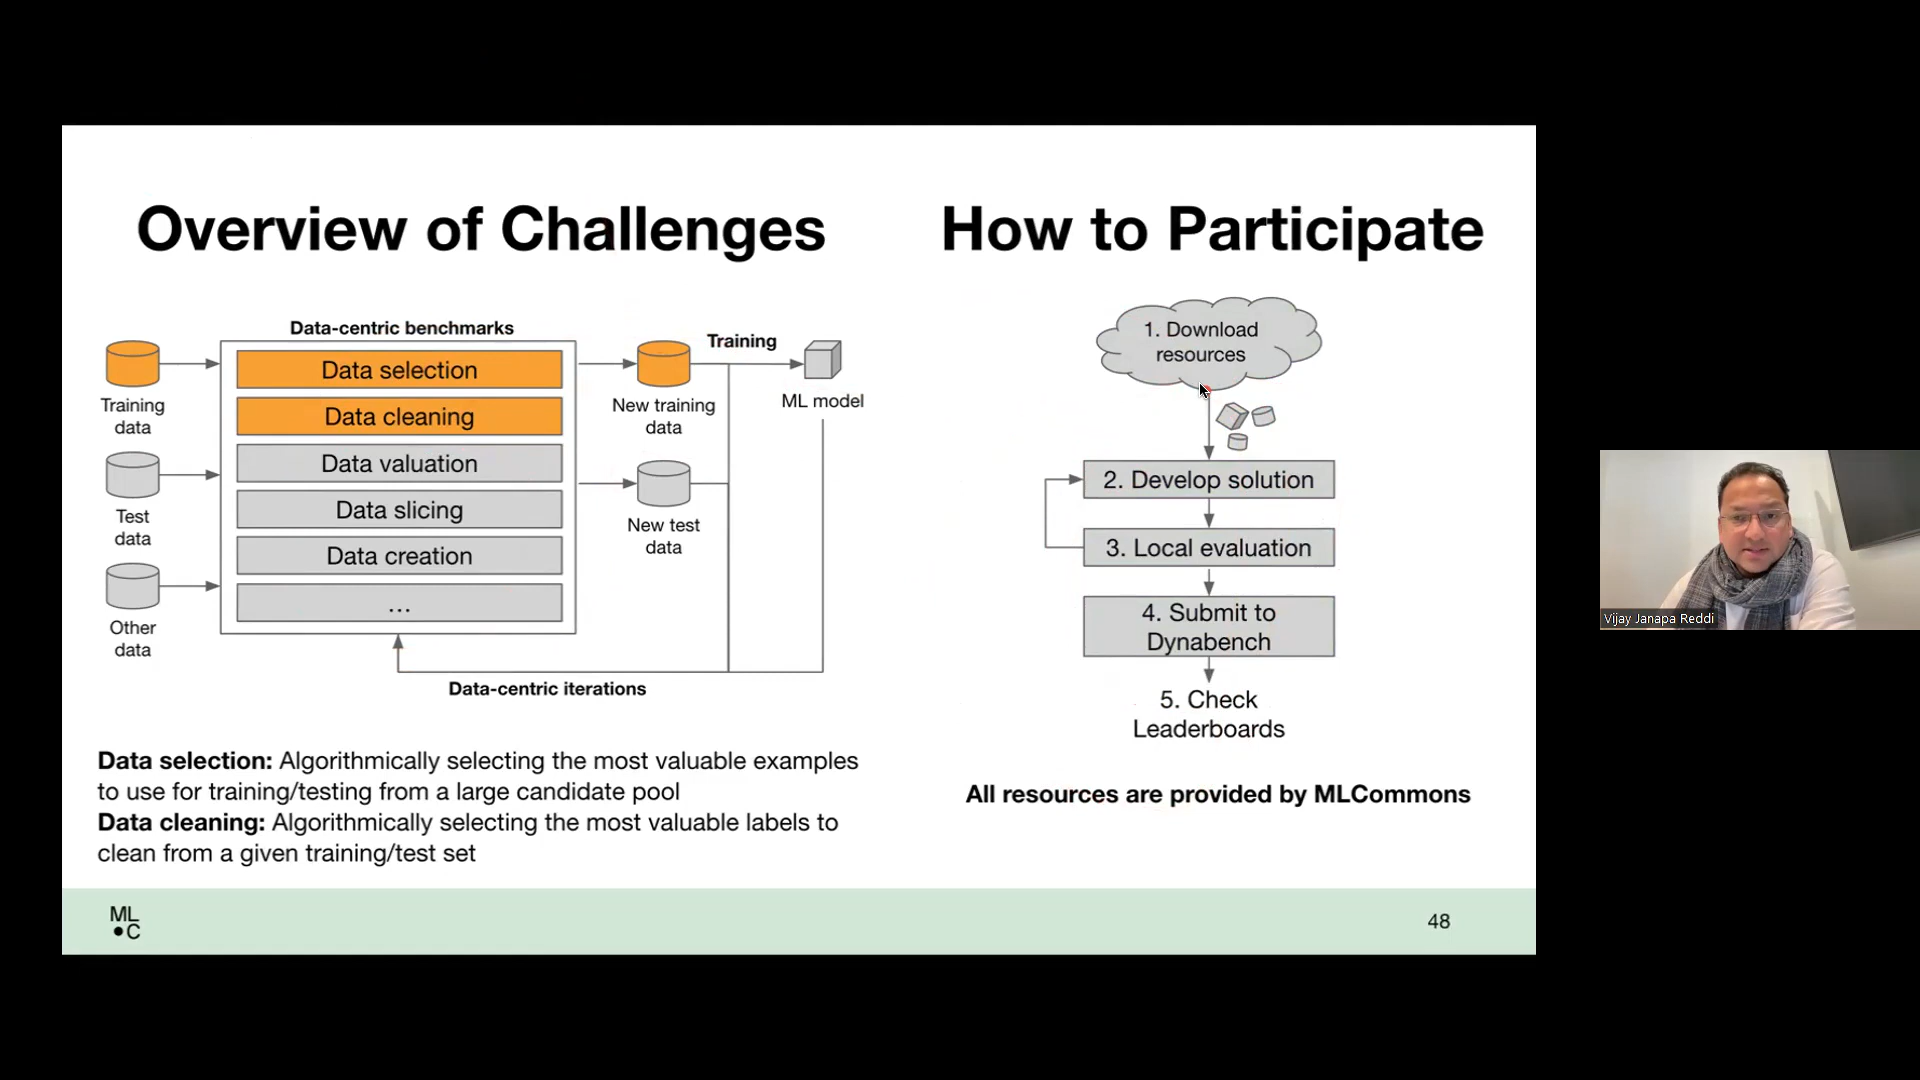 Overview of Challenges
How to Participate
Data-centric benchmarks
Training
data
Test
data
Other
data
Data selection
Data cleaning
Data valuation
Data slicing
Data creation
...
New training
data
New test
data
Training
ML model
Data-centric iterations
Data selection: Algorithmically selecting the most valuable examples
to use for training/testing from a large candidate pool
Data cleaning: Algorithmically selecting the most valuable labels to
clean from a given training/test set
1. Download
resources
2. Develop solution
3. Local evaluation
4. Submit to
Dynabench
5. Check
Leaderboards
All resources are provided by MLCommons
ML
C
48
Vijay Janapa Reddi